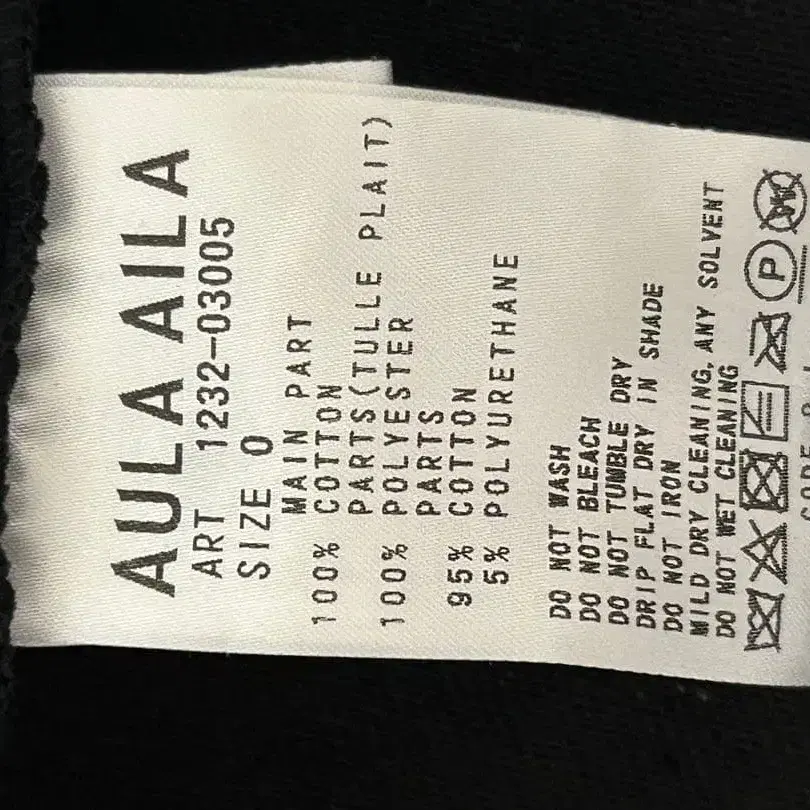 AULA AILA
ART 1232-03005
SIZE 0
MAIN PART
100% COTTON
PARTS(TULLE PLAIT)
100% POLYESTER
PARTS
95% COTTON
5% POLYURETHANE
DO NOT WASH
DO NOT BLEACH
DO NOT TUMBLE DRY
DRIP FLAT DRY IN SHADE
DO NOT IRON
MILD DRY CLEANING, ANY SOLVENT
DO NOT WET CLEANING
P W
CODE